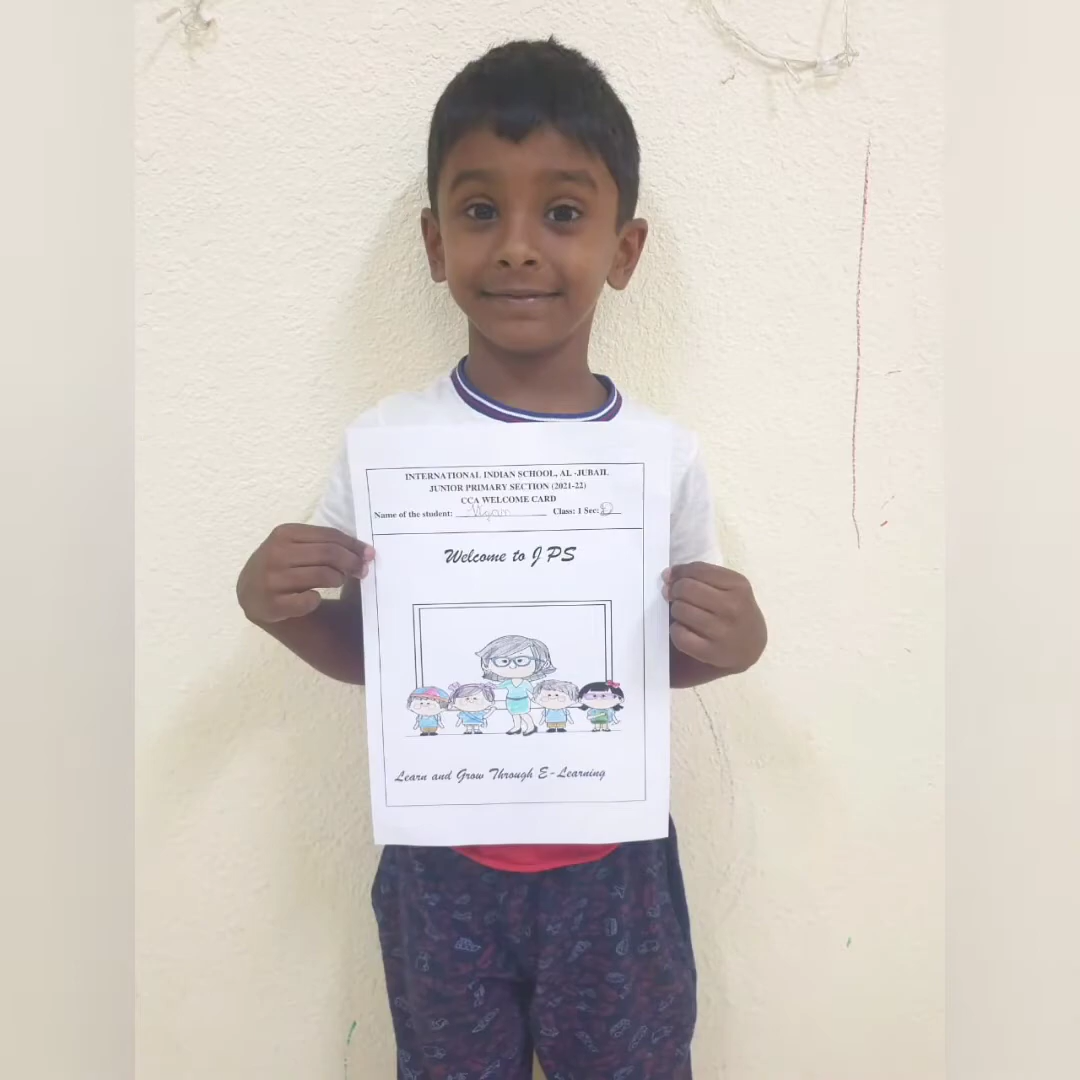 INTERNATIONAL INDIAN SCHOOL, AL -JUBAIL
JUNIOR PRIMARY SECTION (2021-22)
CCA WELCOME CARD
Name of the student: Class: 1 Sec: D
Welcome to J PS
Learn and Grow Through E-Learning